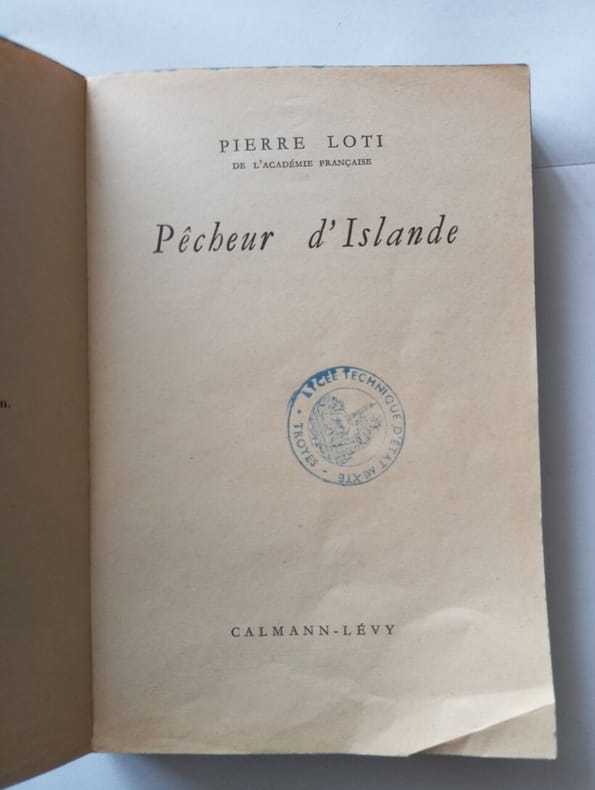 PIERRE LOTI
DE L'ACADÉMIE FRANÇAISE
Pêcheur d'Islande
LYCÉE TECHNIQUE D'ETAT MIXTE
• TROYES -
CALMANN-LÉVY
n.